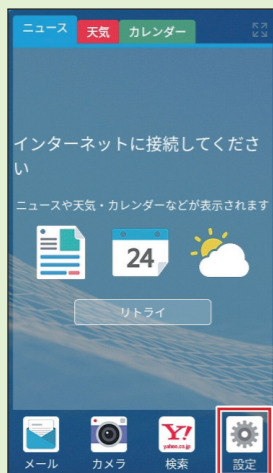 ニュース 天気 カレンダー
インターネットに接続してくださ
い
ニュースや天気・カレンダーなどが表示されます
24
リトライ
Y!
yahoo.co.jp
メール カメラ 検索 設定